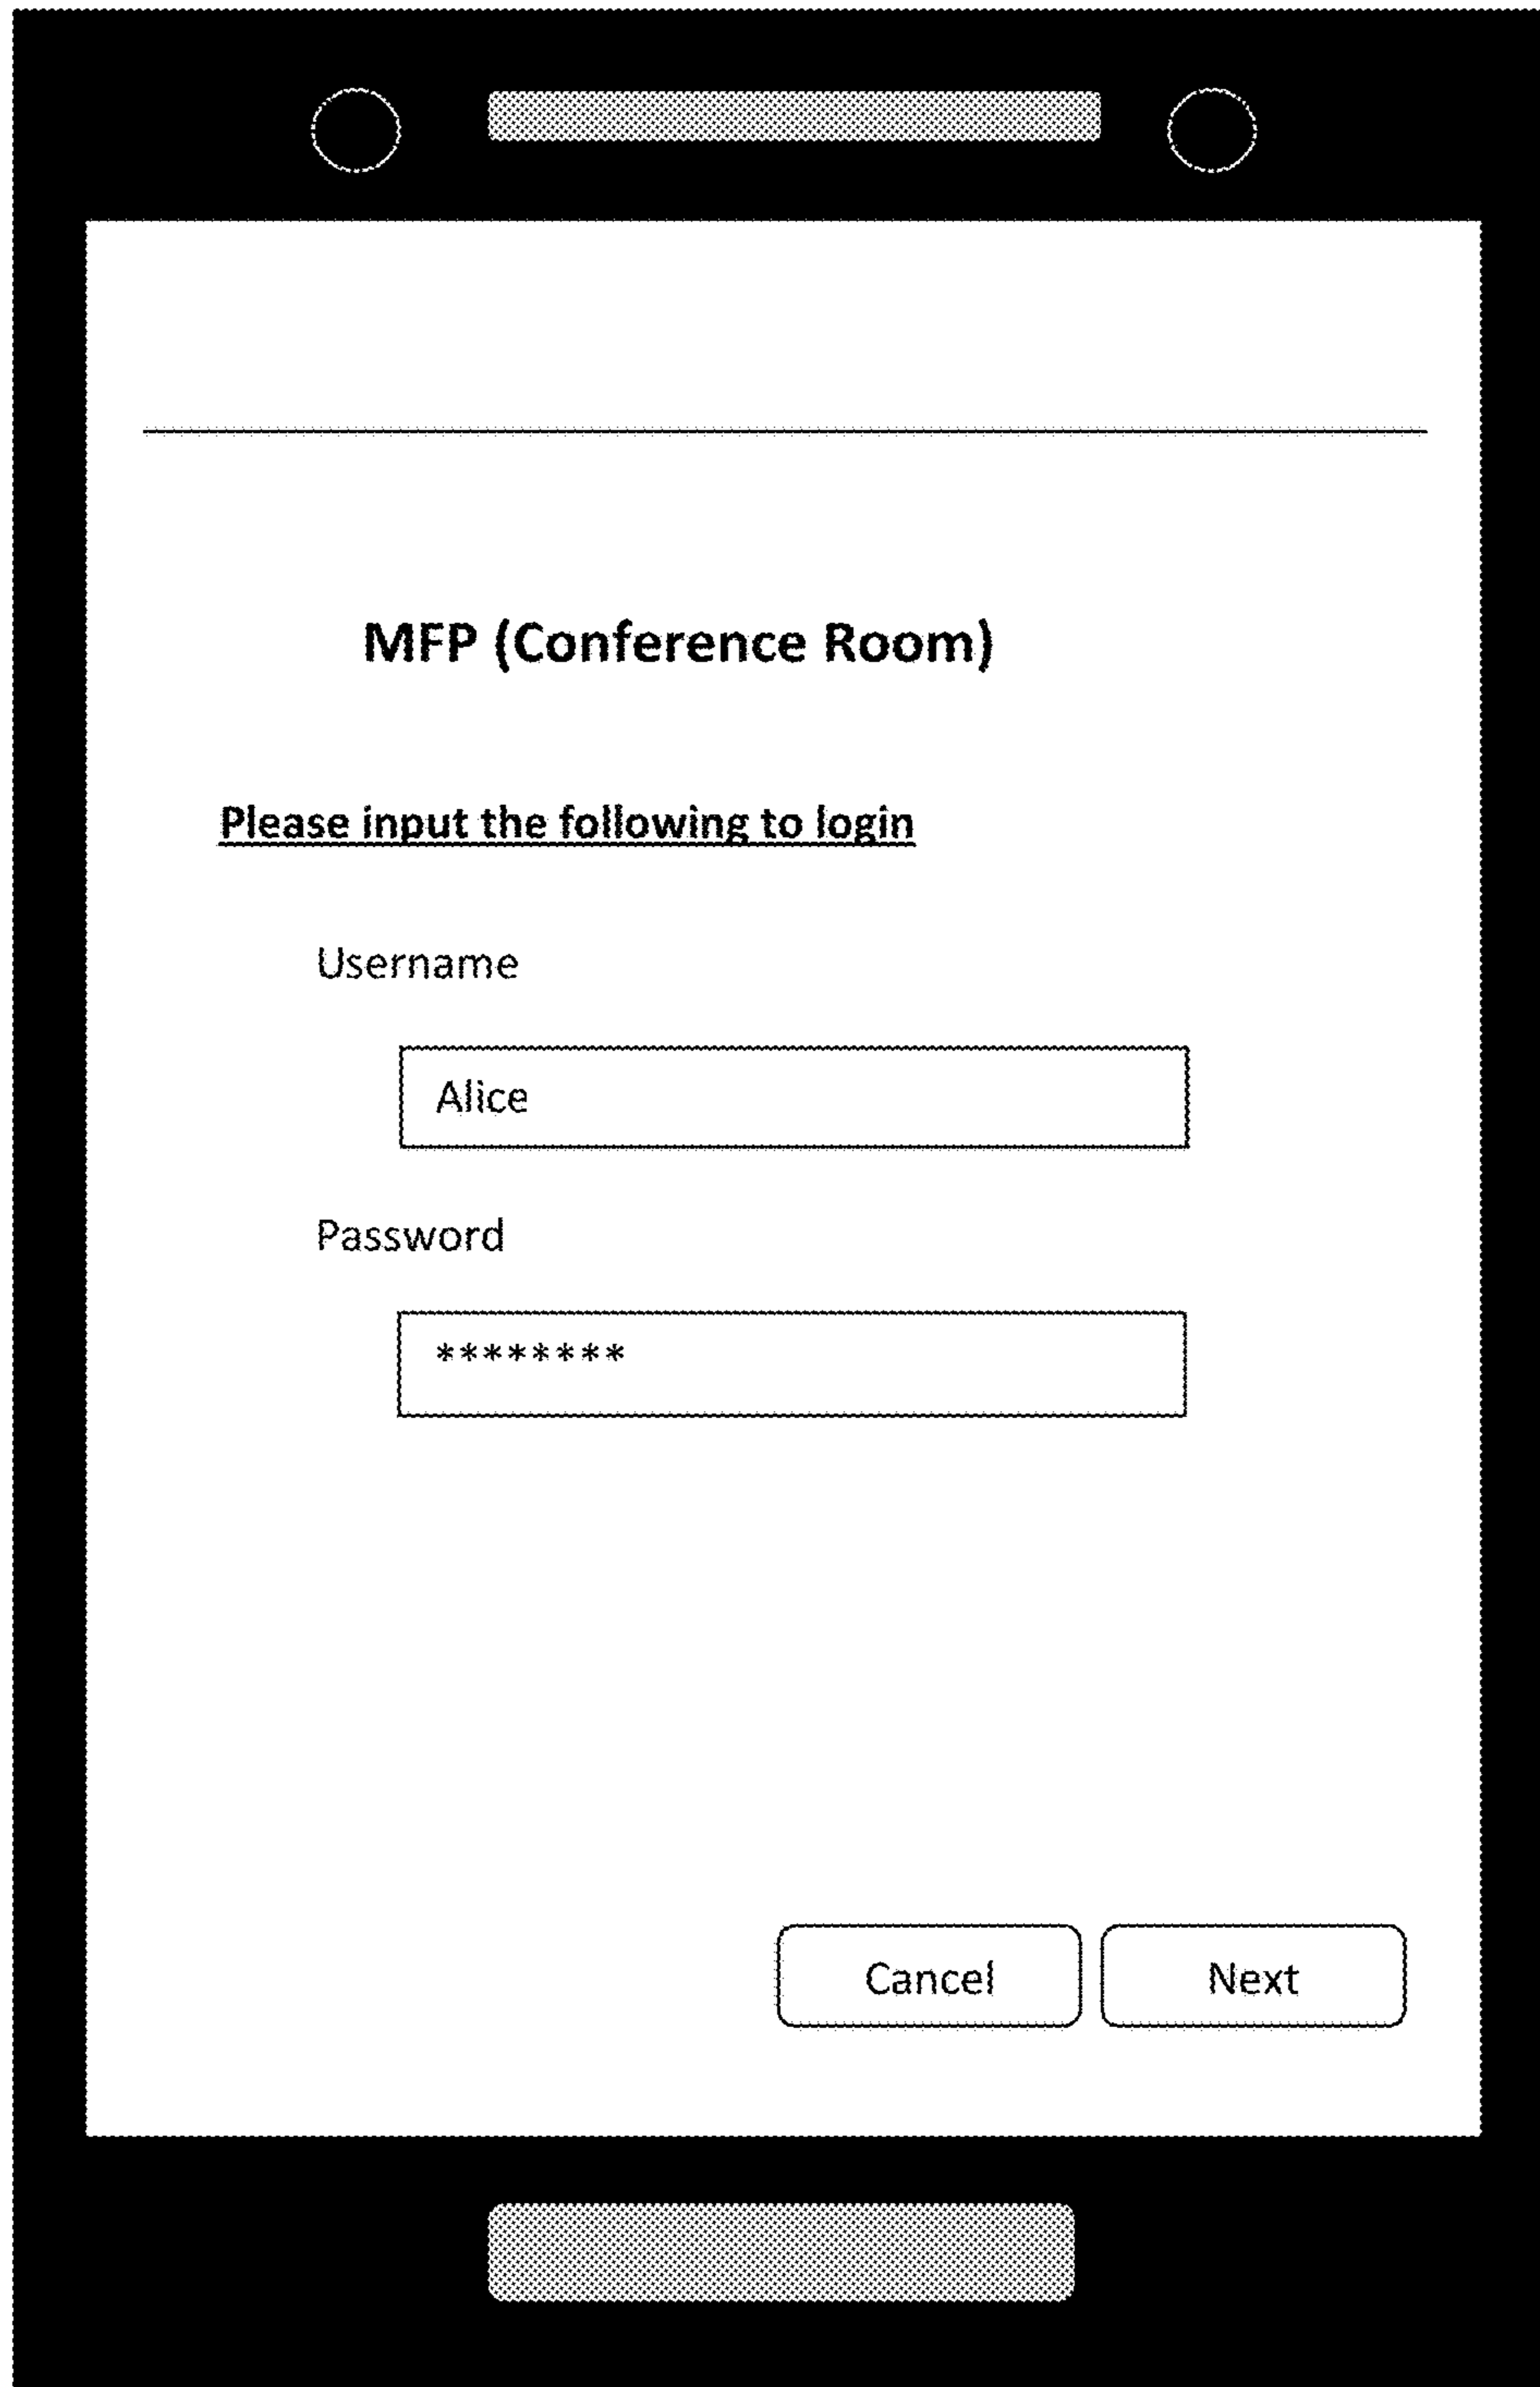 MFP (Conference Room)
Please input the following to login
Username
Alice
Password
********
Cancel Next